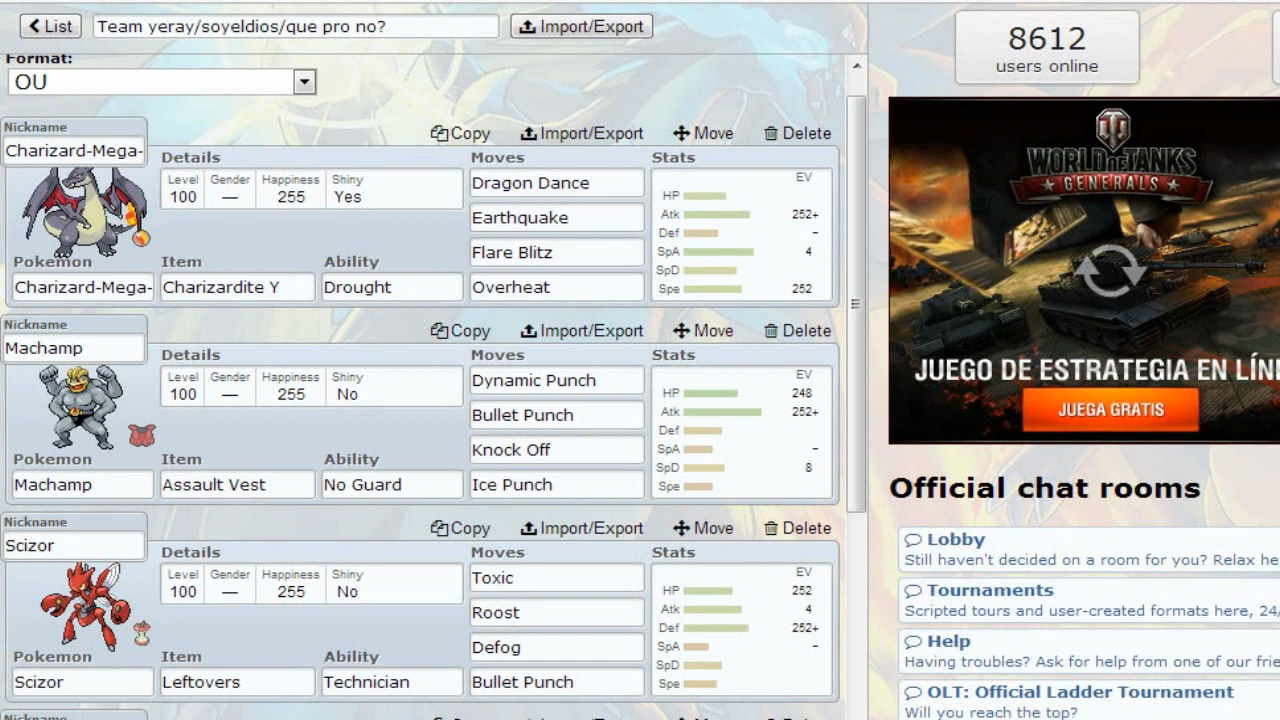 List
Team yeray/soyeldios/que pro no?
Import/Export
Format:
OU
Nickname
Charizard-Mega-
Copy
Import/Export
Move
Delete
Details
Moves
Stats
Level
Gender
Happiness
Shiny
100
—
255
Yes
Dragon Dance
Earthquake
Flare Blitz
Overheat
EV
HP
Atk 252+
Def –
SpA 4
SpD
Spe 252
Pokemon
Item
Ability
Charizard-Mega-
Charizardite Y
Drought
Nickname
Machamp
Copy
Import/Export
Move
Delete
Details
Moves
Stats
Level
Gender
Happiness
Shiny
100
—
255
No
Dynamic Punch
Bullet Punch
Knock Off
Ice Punch
EV
HP 248
Atk 252+
Def
SpA –
SpD 8
Spe
Pokemon
Item
Ability
Machamp
Assault Vest
No Guard
Nickname
Scizor
Copy
Import/Export
Move
Delete
Details
Moves
Stats
Level
Gender
Happiness
Shiny
100
—
255
No
Toxic
Roost
Defog
Bullet Punch
EV
HP 252
Atk 4
Def 252+
SpA –
SpD
Spe
Pokemon
Item
Ability
Scizor
Leftovers
Technician
8612
users online
WORLD OF TANKS
GENERALS
JUEGO DE ESTRATEGIA EN LÍN
JUEGA GRATIS
Official chat rooms
Lobby
Still haven't decided on a room for you? Relax he
Tournaments
Scripted tours and user-created formats here, 24/
Help
Having troubles? Ask for help from one of our frie
OLT: Official Ladder Tournament
Will you reach the top?